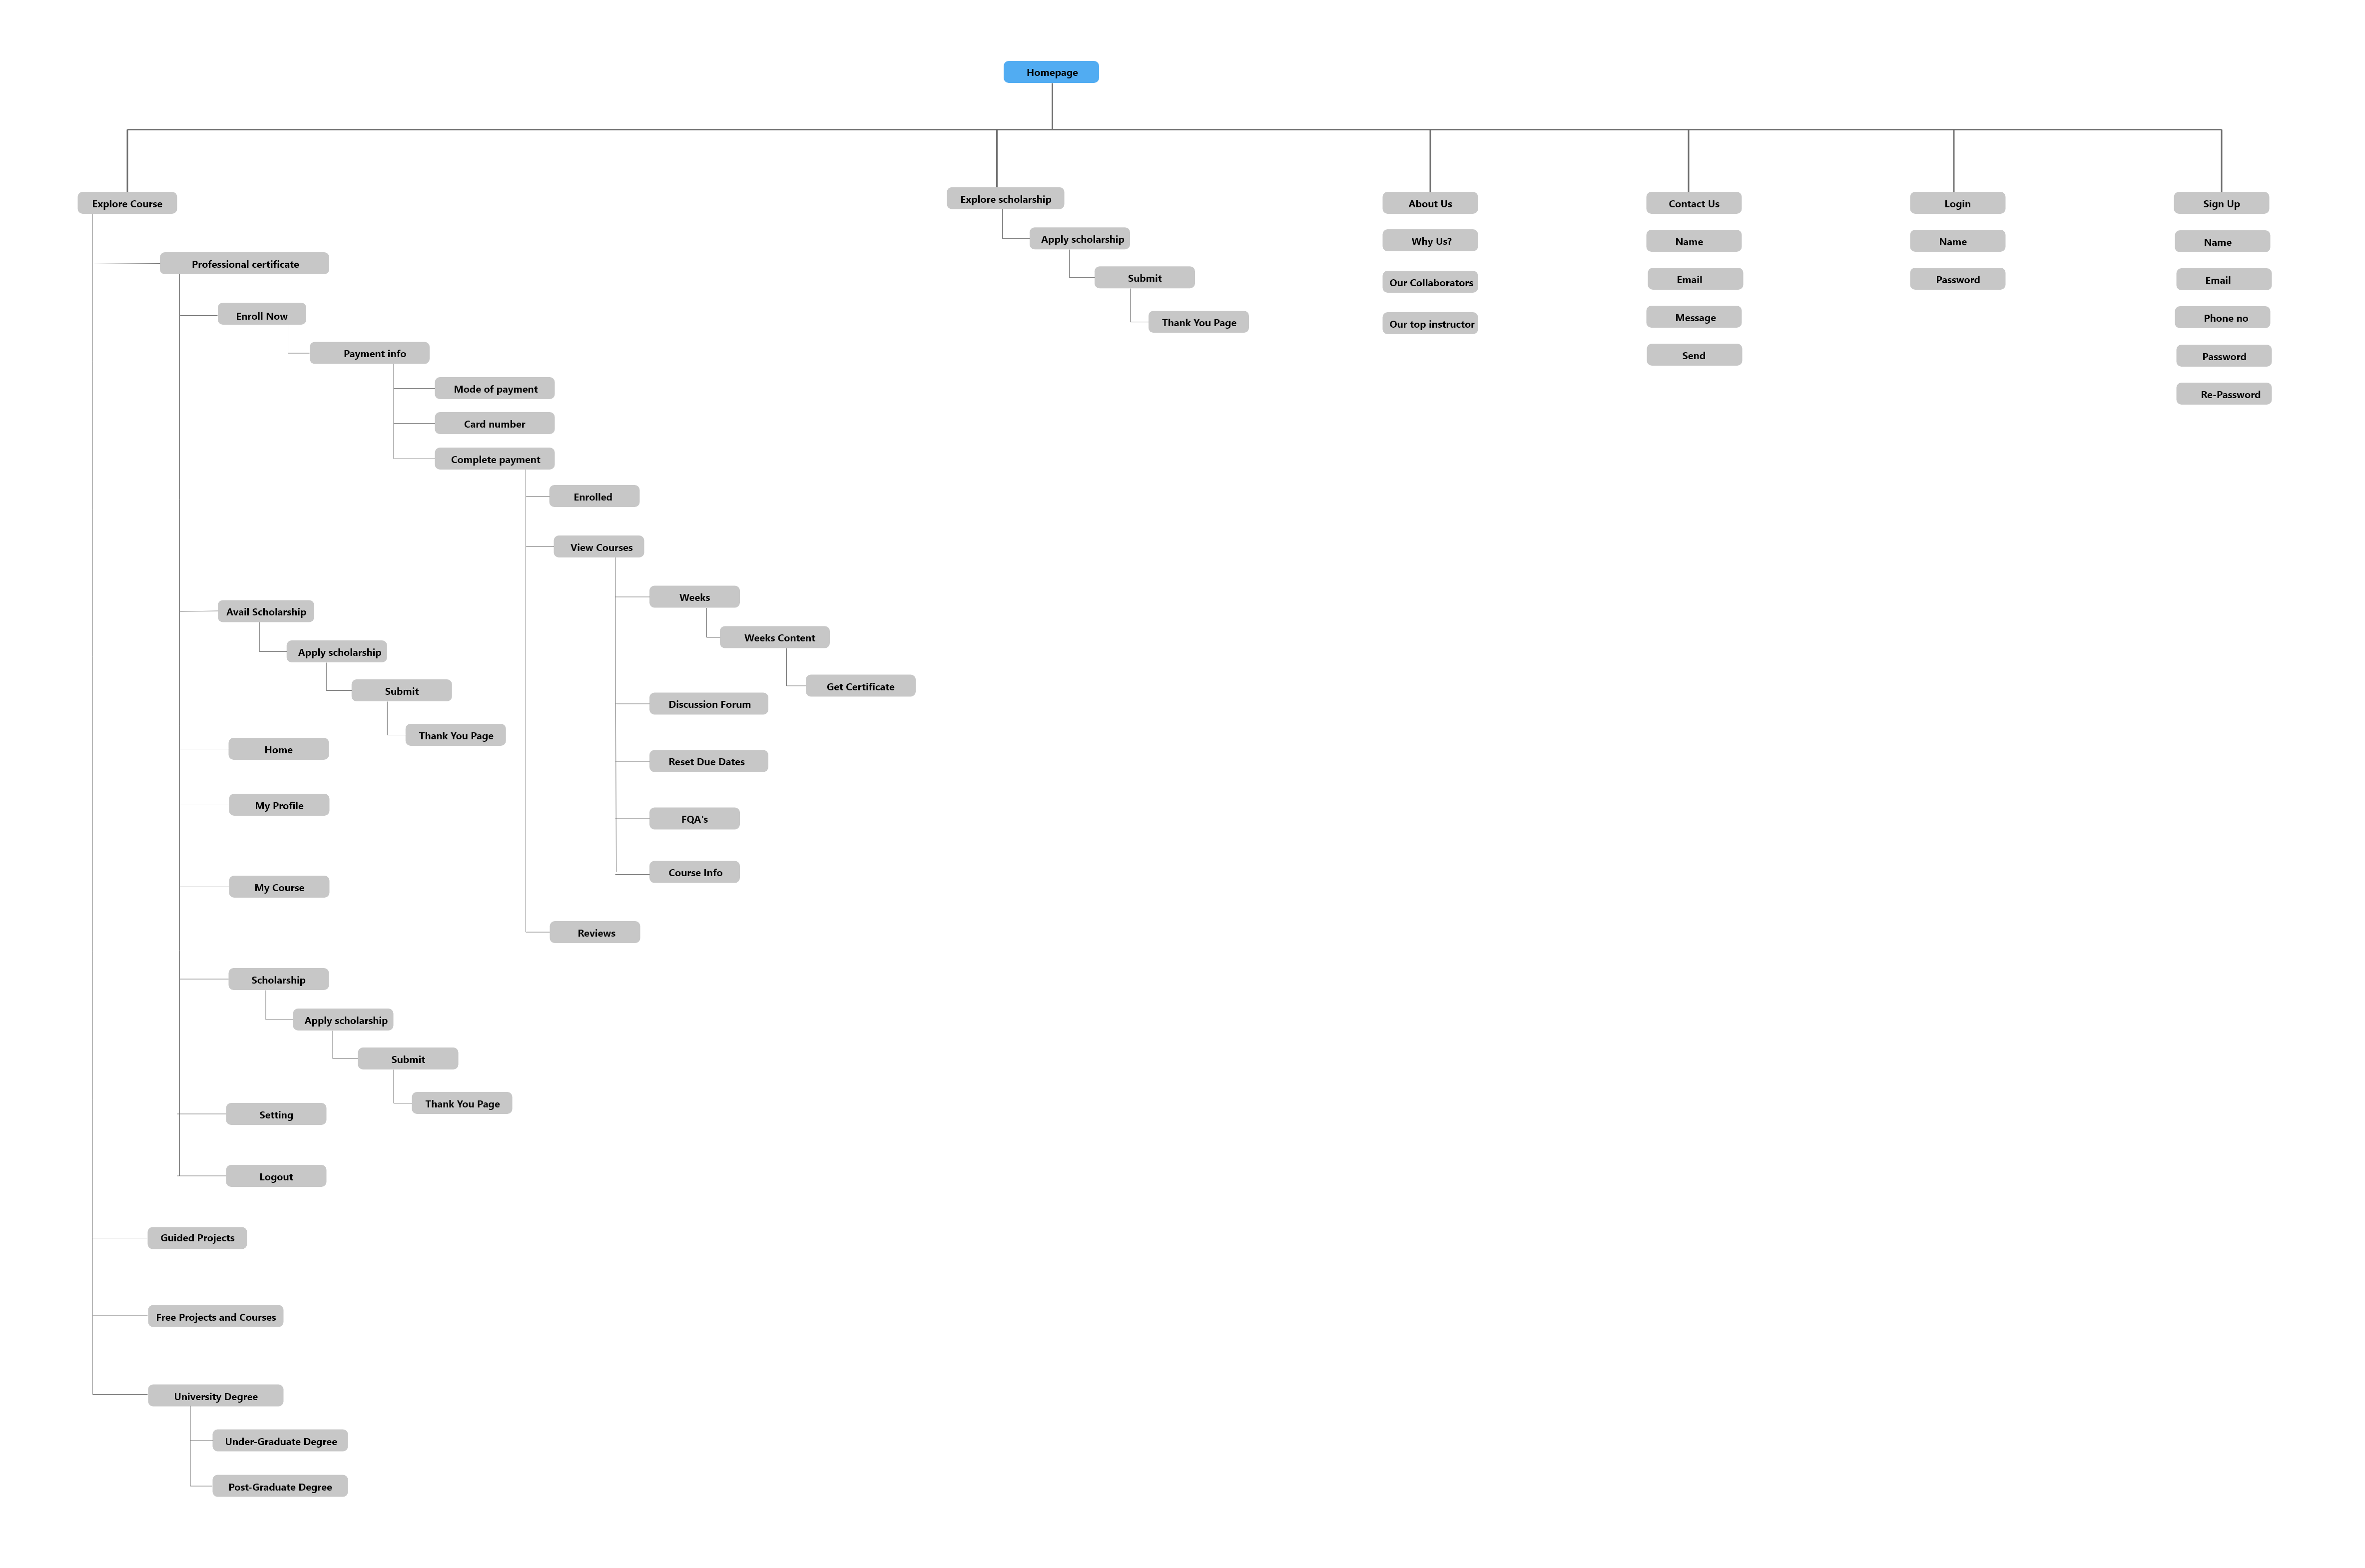 Homepage
Explore Course
Professional certificate
Enroll Now
Payment info
Mode of payment
Card number
Complete payment
Enrolled
View Courses
Weeks
Weeks Content
Get Certificate
Discussion Forum
Reset Due Dates
FQA's
Course Info
Reviews
Avail Scholarship
Apply scholarship
Submit
Thank You Page
Home
My Profile
My Course
Scholarship
Apply scholarship
Submit
Thank You Page
Setting
Logout
Guided Projects
Free Projects and Courses
University Degree
Under-Graduate Degree
Post-Graduate Degree
Explore scholarship
Apply scholarship
Submit
Thank You Page
About Us
Why Us?
Our Collaborators
Our top instructor
Contact Us
Name
Email
Message
Send
Login
Name
Password
Sign Up
Name
Email
Phone no
Password
Re-Password